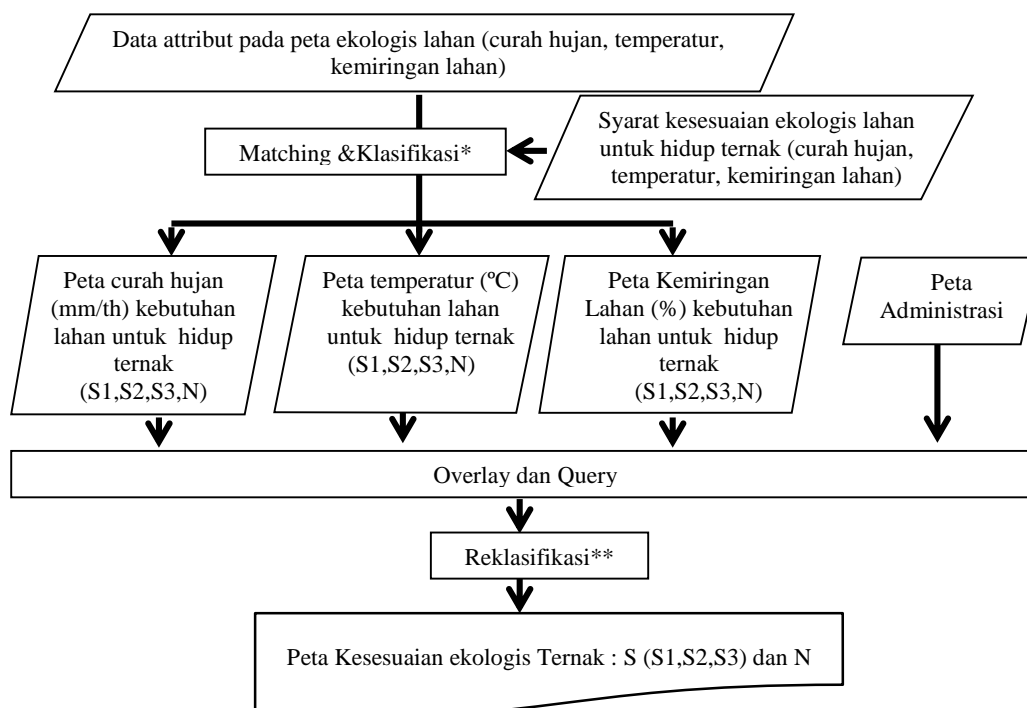 Data attribut pada peta ekologis lahan (curah hujan, temperatur,
kemiringan lahan)
Syarat kesesuaian ekologis lahan
untuk hidup ternak (curah hujan,
temperatur, kemiringan lahan)
Matching &Klasifikasi*
Peta curah hujan
(mm/th) kebutuhan
lahan untuk hidup
ternak
(S1,S2,S3,N)
Peta temperatur (ºC)
kebutuhan lahan
untuk hidup ternak
(S1,S2,S3,N)
Peta Kemiringan
Lahan (%) kebutuhan
lahan untuk hidup
ternak
(S1,S2,S3,N)
Peta
Administrasi
Overlay dan Query
Reklasifikasi**
Peta Kesesuaian ekologis Ternak : S (S1,S2,S3) dan N